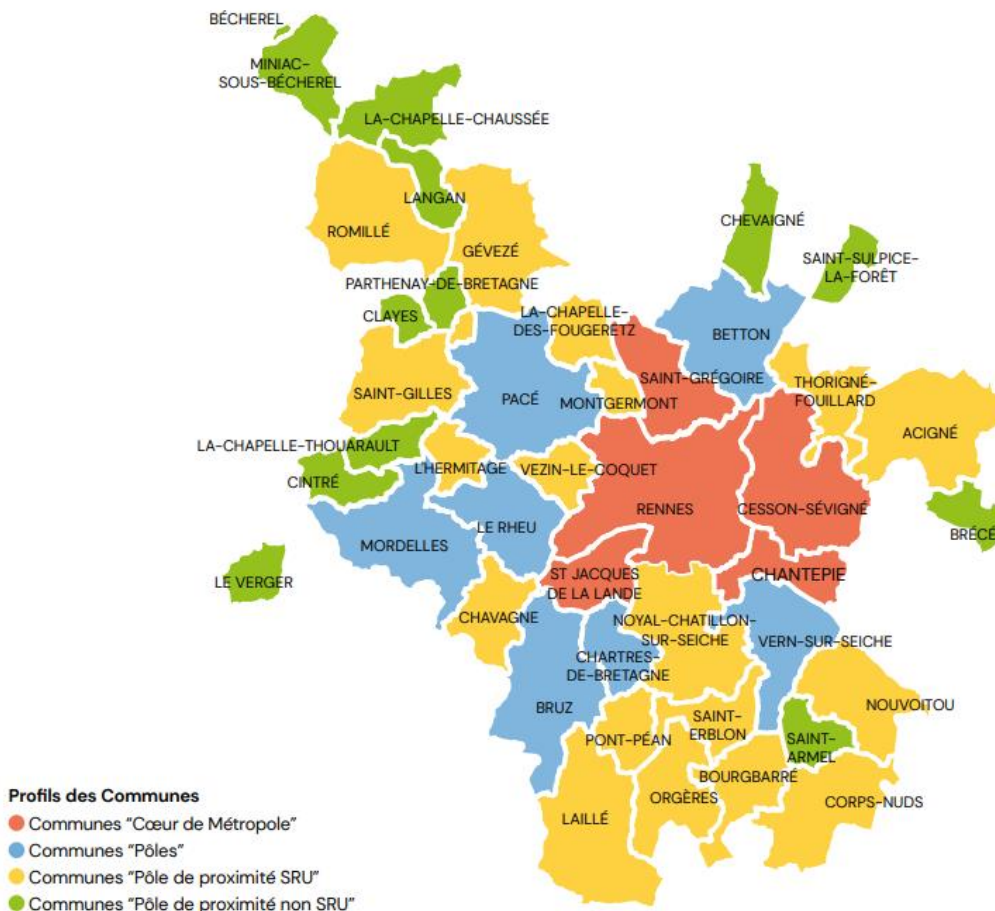 BÉCHEREL
MINIAC-
SOUS-BÉCHEREL
LA-CHAPELLE-CHAUSSÉE
LANGAN
ROMILLÉ
GÉVEZÉ
CHEVAIGNÉ
SAINT-SULPICE-
LA-FORÊT
PARTHENAY-DE-BRETAGNE
CLAYES
LA-CHAPELLE-
DES-FOUGERETZ
BETTON
SAINT-GRÉGOIRE
THORIGNÉ-
FOUILLARD
SAINT-GILLES
PACÉ
MONTGERMONT
ACIGNÉ
LA-CHAPELLE-THOUARAULT
L'HERMITAGE
VEZIN-LE-COQUET
CINTRÉ
RENNES
CESSON-SÉVIGNÉ
LE RHEU
BRÉCÉ
MORDELLES
LE VERGER
ST JACQUES
DE LA LANDE
CHANTEPIE
CHAVAGNE
NOYAL-CHATILLON-
SUR-SEICHE
VERN-SUR-SEICHE
CHARTRES-
DE-BRETAGNE
BRUZ
NOUVOITOU
SAINT-
ERBLON
PONT-PÉAN
SAINT-
ARMEL
BOURGBARRÉ
ORGÈRES
CORPS-NUDS
LAILLÉ
Profils des Communes
Communes “Cœur de Métropole”
Communes “Pôles”
Communes “Pôle de proximité SRU”
Communes “Pôle de proximité non SRU”